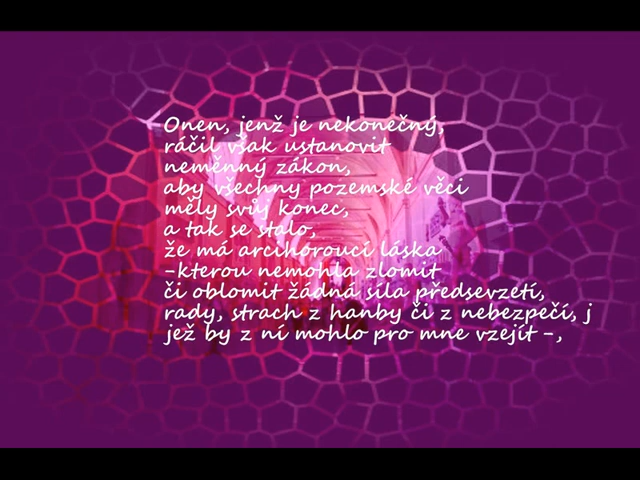 Onen, jenž je nekonečný,
ráčil však ustanovit
neměnný zákon,
aby všechny pozemské věci
měly svůj konec,
a tak se stalo,
že má arcihoroucí láska
-kterou nemohla zlomit
či oblomit žádná síla předsevzetí,
rady, strach z hanby či z nebezpečí, j
jež by z ní mohlo pro mne vzejít -,